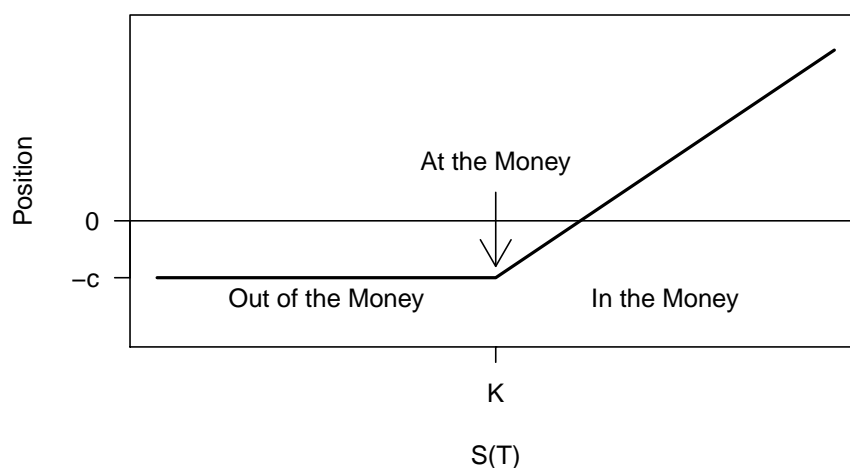 At the Money
Position
0
–c
Out of the Money
In the Money
K
S(T)